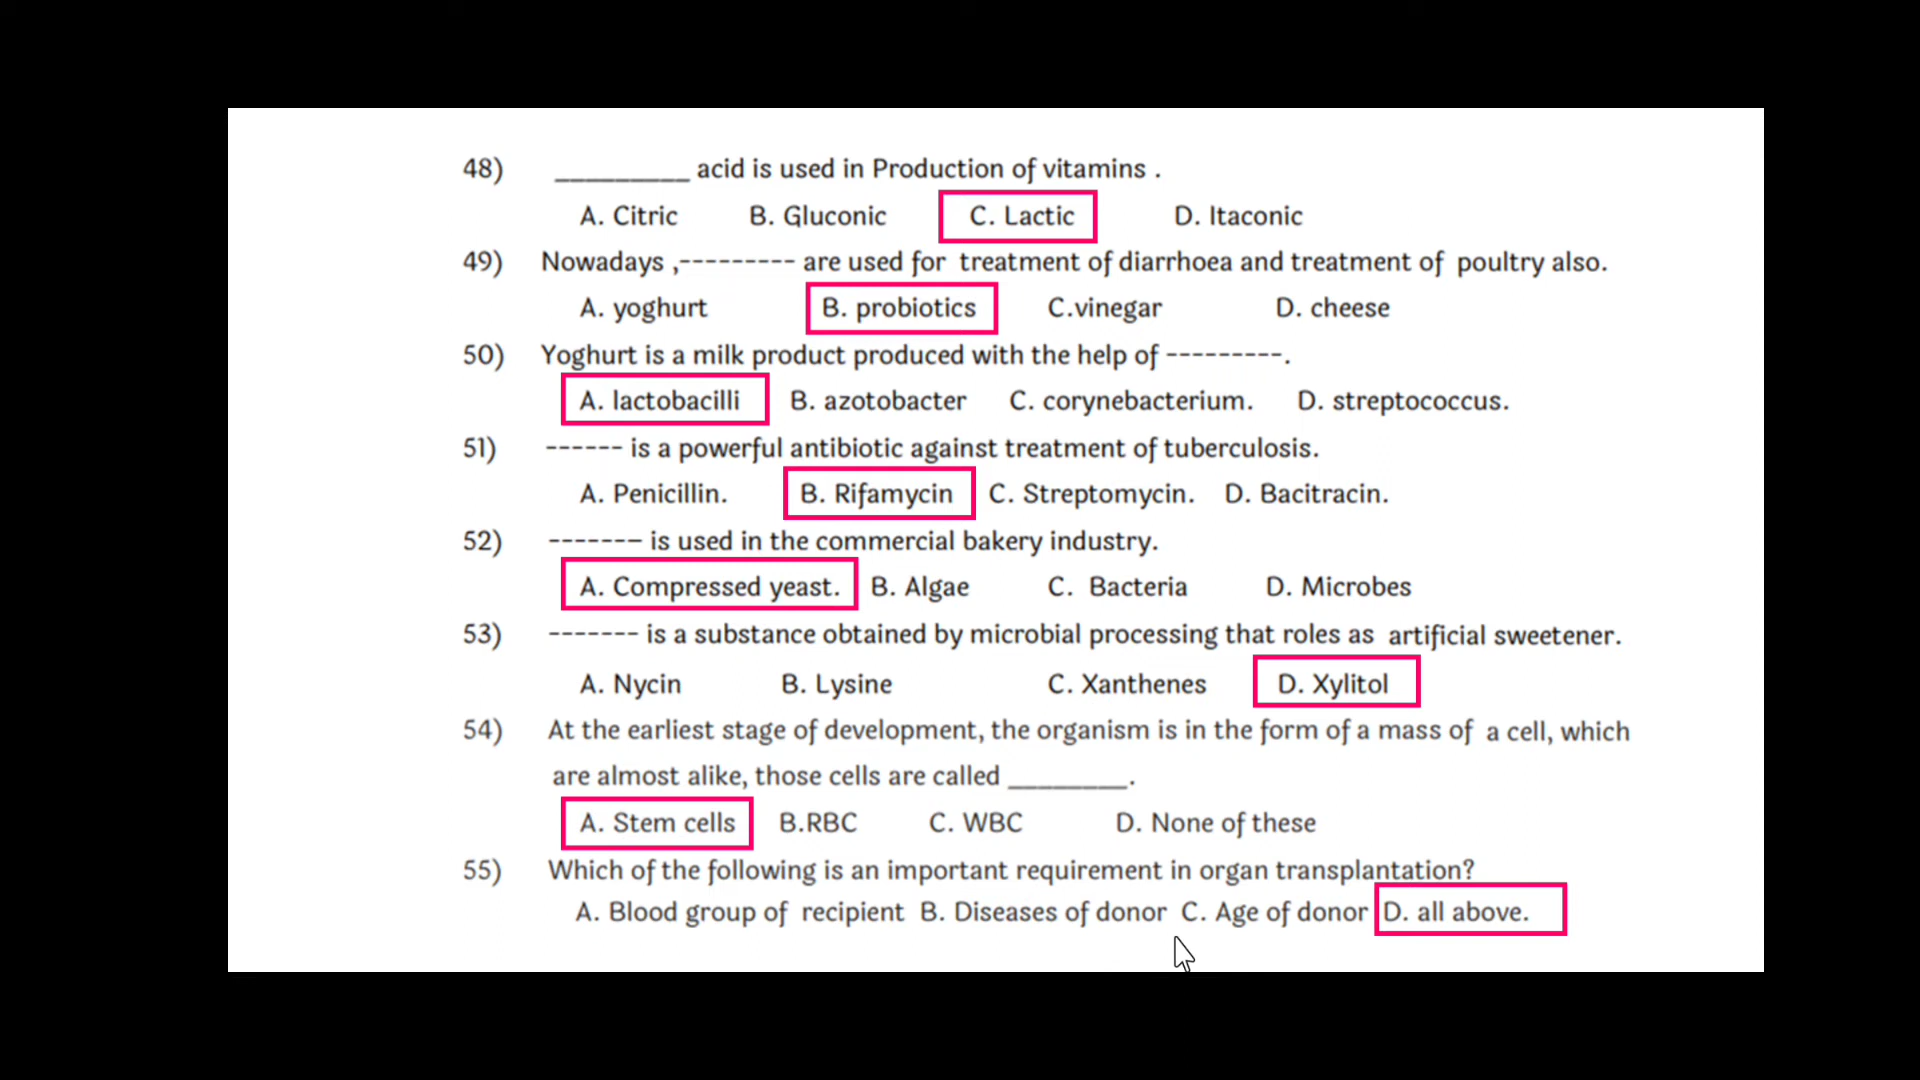 48) _________ acid is used in Production of vitamins .
A. Citric B. Gluconic C. Lactic D. Itaconic
49) Nowadays ,--------- are used for treatment of diarrhoea and treatment of poultry also.
A. yoghurt B. probiotics C.vinegar D. cheese
50) Yoghurt is a milk product produced with the help of ---------.
A. lactobacilli B. azotobacter C. corynebacterium. D. streptococcus.
51) ------ is a powerful antibiotic against treatment of tuberculosis.
A. Penicillin. B. Rifamycin C. Streptomycin. D. Bacitracin.
52) ------- is used in the commercial bakery industry.
A. Compressed yeast. B. Algae C. Bacteria D. Microbes
53) ------- is a substance obtained by microbial processing that roles as artificial sweetener.
A. Nycin B. Lysine C. Xanthenes D. Xylitol
54) At the earliest stage of development, the organism is in the form of a mass of a cell, which
are almost alike, those cells are called ________.
A. Stem cells B.RBC C. WBC D. None of these
55) Which of the following is an important requirement in organ transplantation?
A. Blood group of recipient B. Diseases of donor C. Age of donor D. all above.